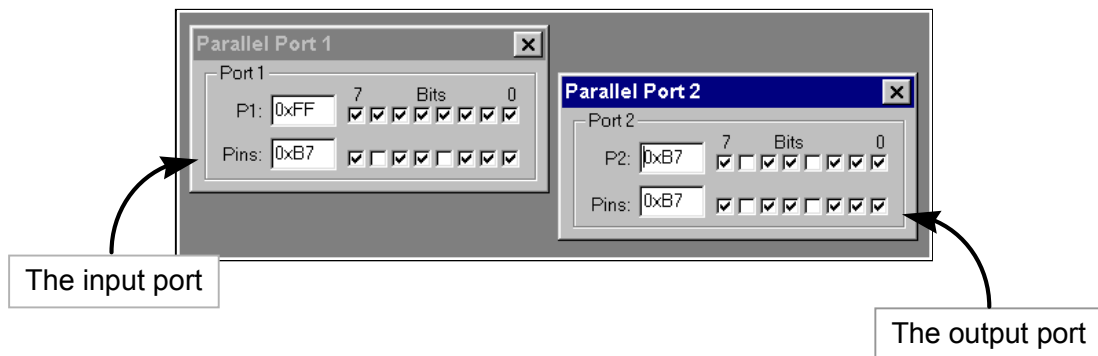 Parallel Port 1
Port 1
7 Bits 0
P1: 0xFF
Pins: 0xB7
Parallel Port 2
Port 2
7 Bits 0
P2: 0xB7
Pins: 0xB7
The input port
The output port